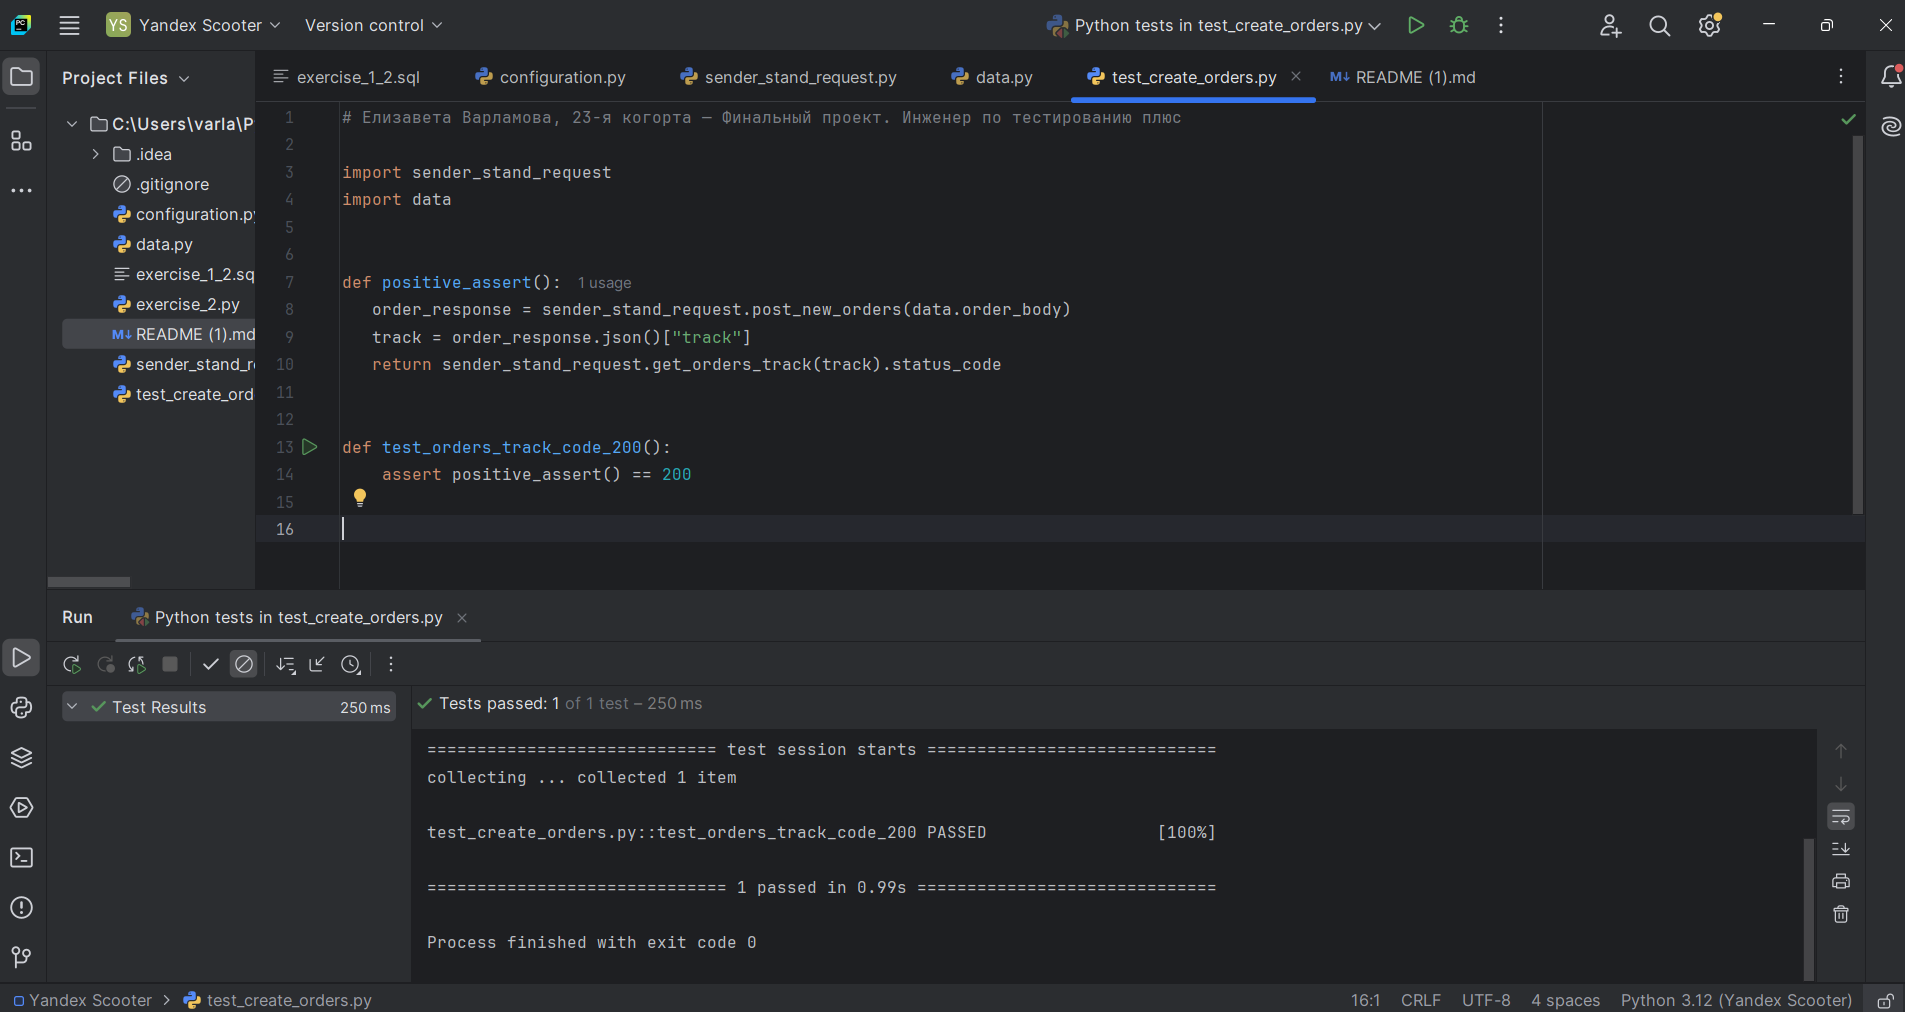 YS Yandex Scooter Version control Python tests in test_create_orders.py
Project Files
C:\Users\varla\P
.idea
.gitignore
configuration.py
data.py
exercise_1_2.sq
exercise_2.py
M↓ README (1).md
sender_stand_r
test_create_ord
exercise_1_2.sql configuration.py sender_stand_request.py data.py test_create_orders.py M↓ README (1).md
1 # Елизавета Варламова, 23-я когорта — Финальный проект. Инженер по тестированию плюс
2
3 import sender_stand_request
4 import data
5
6
7 def positive_assert(): 1 usage
8 order_response = sender_stand_request.post_new_orders(data.order_body)
9 track = order_response.json()["track"]
10 return sender_stand_request.get_orders_track(track).status_code
11
12
13 def test_orders_track_code_200():
14 assert positive_assert() == 200
15
16
Run Python tests in test_create_orders.py
Test Results 250 ms
Tests passed: 1 of 1 test – 250 ms
============================= test session starts =============================
collecting ... collected 1 item
test_create_orders.py::test_orders_track_code_200 PASSED [100%]
============================== 1 passed in 0.99s ==============================
Process finished with exit code 0
Yandex Scooter > test_create_orders.py 16:1 CRLF UTF-8 4 spaces Python 3.12 (Yandex Scooter)